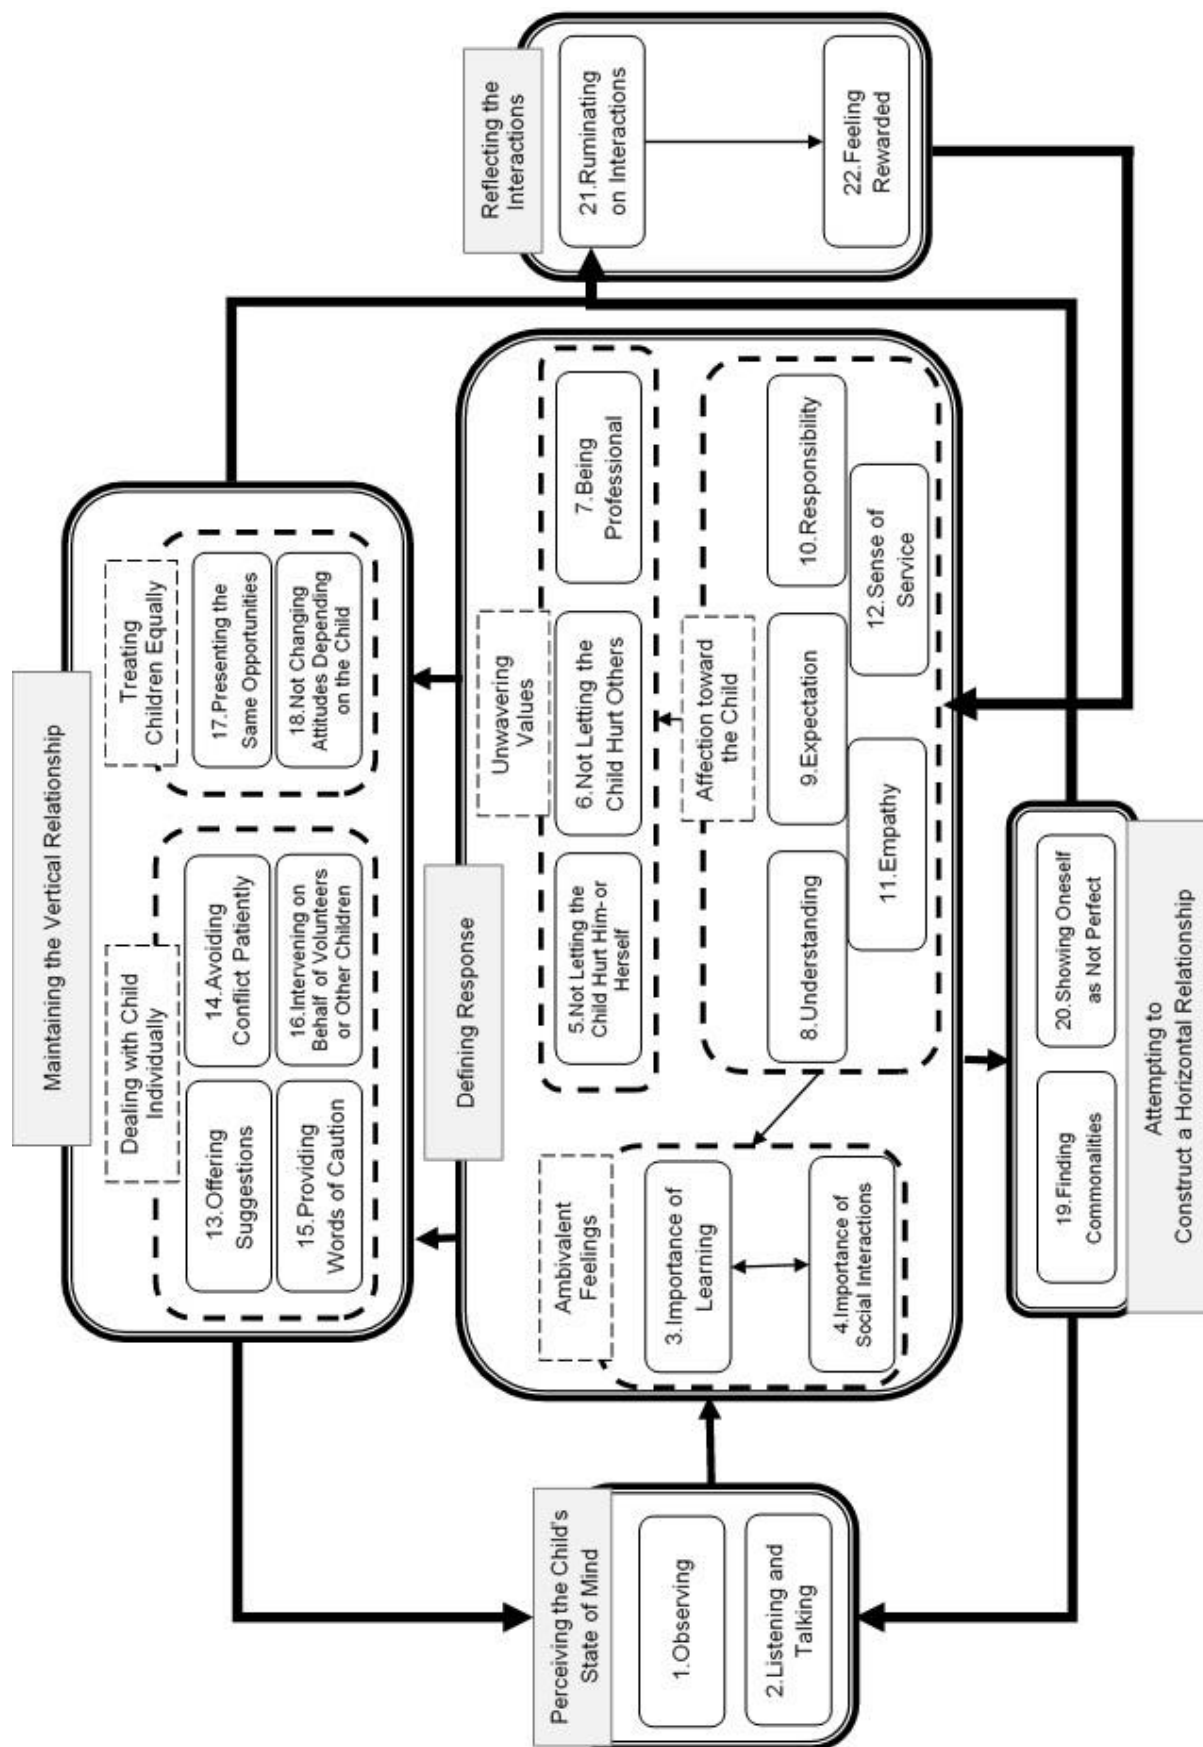 Maintaining the Vertical Relationship
Dealing with Child
Individually
13.Offering
Suggestions
14.Avoiding
Conflict Patiently
15.Providing
Words of Caution
16.Intervening on
Behalf of Volunteers
or Other Children
Treating
Children Equally
17.Presenting the
Same Opportunities
18.Not Changing
Attitudes Depending
on the Child
Perceiving the Child's
State of Mind
1.Observing
2.Listening and
Talking
Defining Response
Ambivalent
Feelings
3.Importance of
Learning
4.Importance of
Social Interactions
Unwavering
Values
5.Not Letting the
Child Hurt Him-or
Herself
6.Not Letting the
Child Hurt Others
7.Being
Professional
Affection toward
the Child
8.Understanding
9.Expectation
10.Responsibility
11.Empathy
12.Sense of
Service
Reflecting the
Interactions
21.Ruminating
on Interactions
22.Feeling
Rewarded
19.Finding
Commonalities
20.Showing Oneself
as Not Perfect
Attempting to
Construct a Horizontal Relationship